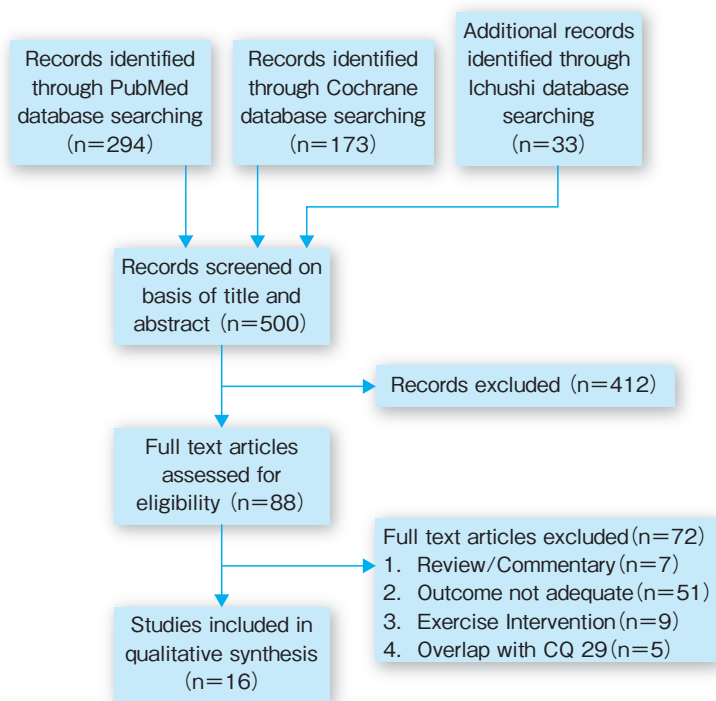 Records identified
through PubMed
database searching
(n=294)
Records identified
through Cochrane
database searching
(n=173)
Additional records
identified through
Ichushi database
searching
(n=33)
Records screened on
basis of title and
abstract (n=500)
Records excluded (n=412)
Full text articles
assessed for
eligibility (n=88)
Full text articles excluded(n=72)
1. Review/Commentary(n=7)
2. Outcome not adequate(n=51)
3. Exercise Intervention(n=9)
4. Overlap with CQ 29(n=5)
Studies included in
qualitative synthesis
(n=16)